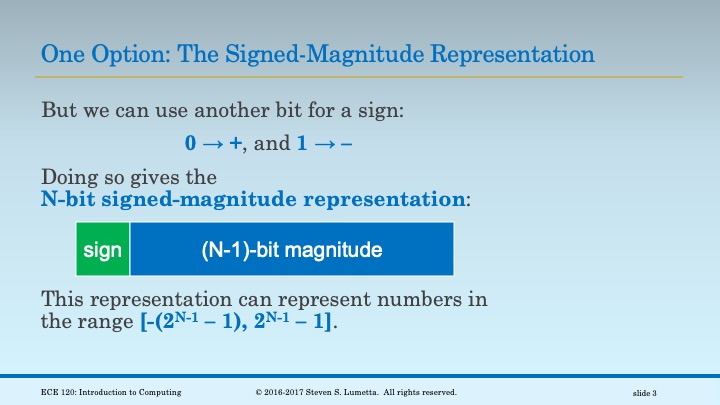 One Option: The Signed-Magnitude Representation
But we can use another bit for a sign:
0 → +, and 1 → –
Doing so gives the
N-bit signed-magnitude representation:
sign (N-1)-bit magnitude
This representation can represent numbers in
the range [-(2^N-1 – 1), 2^N-1 – 1].
ECE 120: Introduction to Computing © 2016-2017 Steven S. Lumetta. All rights reserved. slide 3